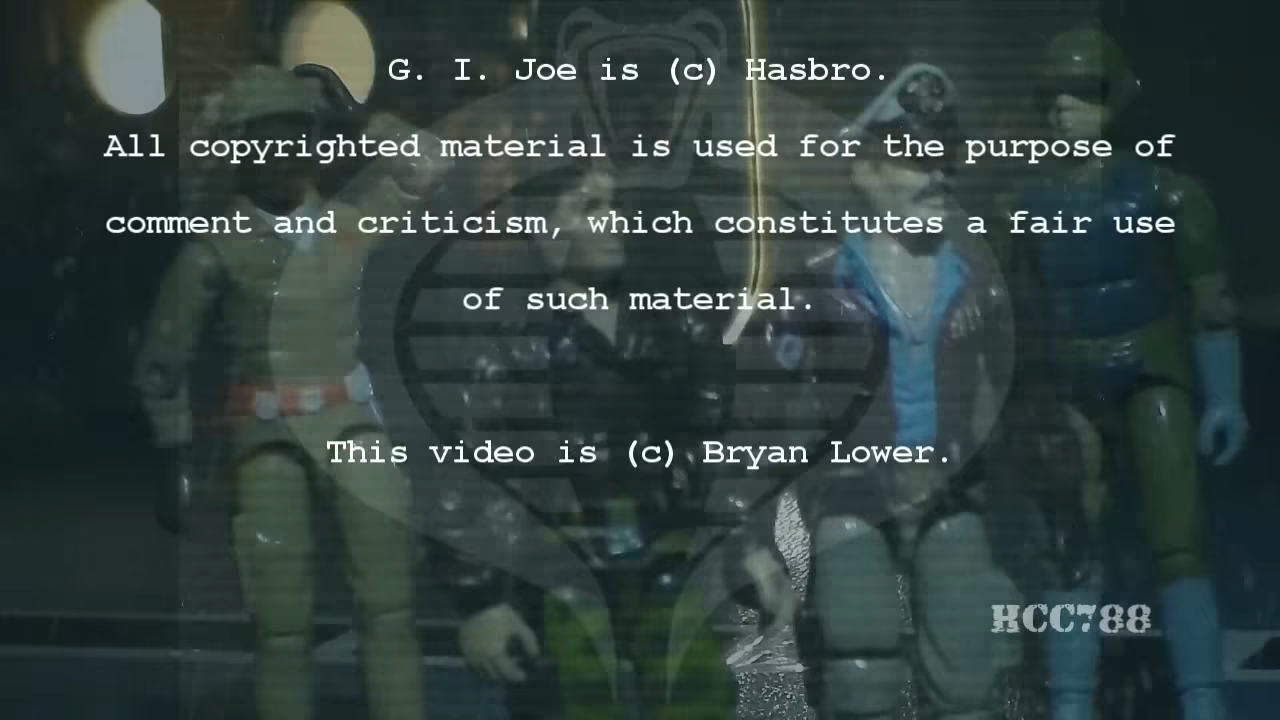 G. I. Joe is (c) Hasbro.
All copyrighted material is used for the purpose of
comment and criticism, which constitutes a fair use
of such material.
This video is (c) Bryan Lower.
HCC788